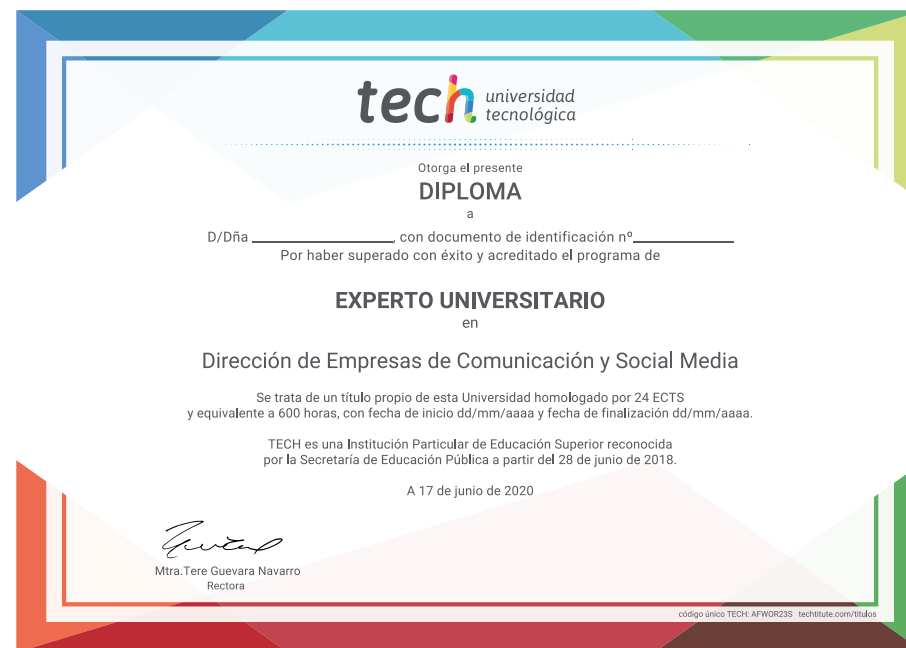 tech universidad
tecnológica
Otorga el presente
DIPLOMA
a
D/Dña ____________________, con documento de identificación nº______________
Por haber superado con éxito y acreditado el programa de
EXPERTO UNIVERSITARIO
en
Dirección de Empresas de Comunicación y Social Media
Se trata de un título propio de esta Universidad homologado por 24 ECTS
y equivalente a 600 horas, con fecha de inicio dd/mm/aaaa y fecha de finalización dd/mm/aaaa.
TECH es una Institución Particular de Educación Superior reconocida
por la Secretaría de Educación Pública a partir del 28 de junio de 2018.
A 17 de junio de 2020
Mtra.Tere Guevara Navarro
Rectora
código único TECH: AFWOR23S techtitute.com/titulos